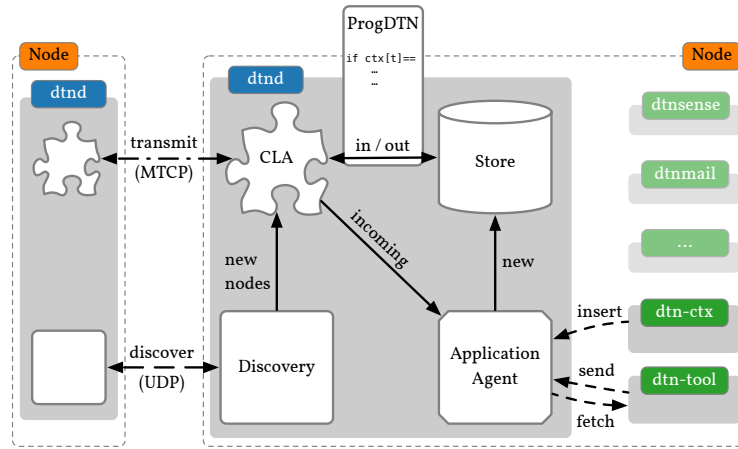 ProgDTN
if ctx[t]==
…
…
Node
Node
dtnd
dtnd
dtnsense
transmit
(MTCP)
CLA
in / out
Store
dtnmail
incoming
…
new
nodes
new
insert
dtn-ctx
discover
(UDP)
Discovery
Application
Agent
send
dtn-tool
fetch